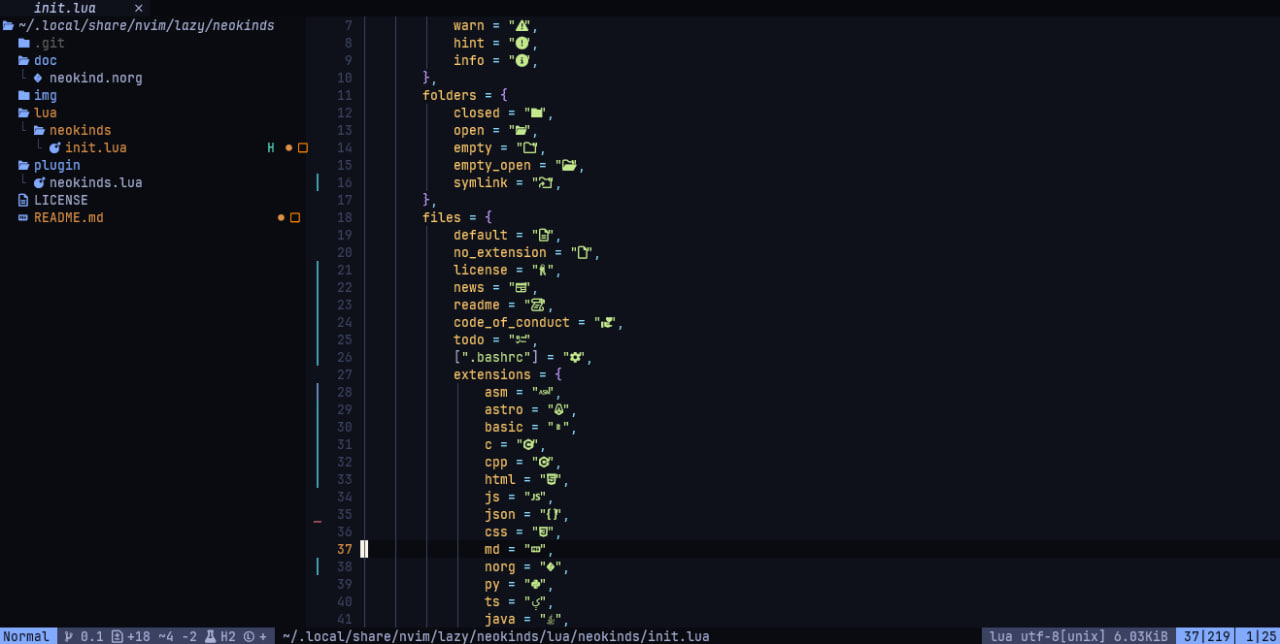 init.lua ×
~/.local/share/nvim/lazy/neokinds
.git
doc
neokind.norg
img
lua
neokinds
init.lua H
plugin
neokinds.lua
LICENSE
README.md
7 warn = "",
8 hint = "",
9 info = "",
10 },
11 folders = {
12 closed = "",
13 open = "",
14 empty = "",
15 empty_open = "",
16 symlink = "",
17 },
18 files = {
19 default = "",
20 no_extension = "",
21 license = "",
22 news = "",
23 readme = "",
24 code_of_conduct = "",
25 todo = "",
26 [".bashrc"] = "",
27 extensions = {
28 asm = "ASM",
29 astro = "",
30 basic = "",
31 c = "",
32 cpp = "",
33 html = "",
34 js = "JS",
35 json = "{}",
36 css = "",
37 md = "",
38 norg = "",
39 py = "",
40 ts = "",
41 java = "",
Normal 0.1 +18 ~4 -2 H2 + ~/.local/share/nvim/lazy/neokinds/lua/neokinds/init.lua lua utf-8[unix] 6.03KiB 37|219 1|25